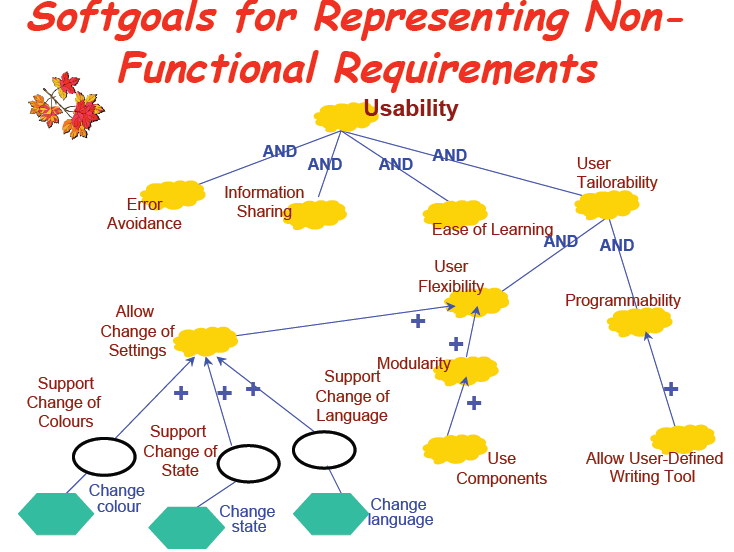 Softgoals for Representing Non-
Functional Requirements
Usability
AND
AND
AND
AND
User
Tailorability
Error
Avoidance
Information
Sharing
Ease of Learning
AND
AND
User
Flexibility
Programmability
Allow
Change of
Settings
+
+
Modularity
Support
Change of
Colours
+
+
+
Support
Change of
Language
+
+
Support
Change of
State
Use
Components
Allow User-Defined
Writing Tool
Change
colour
Change
state
Change
language